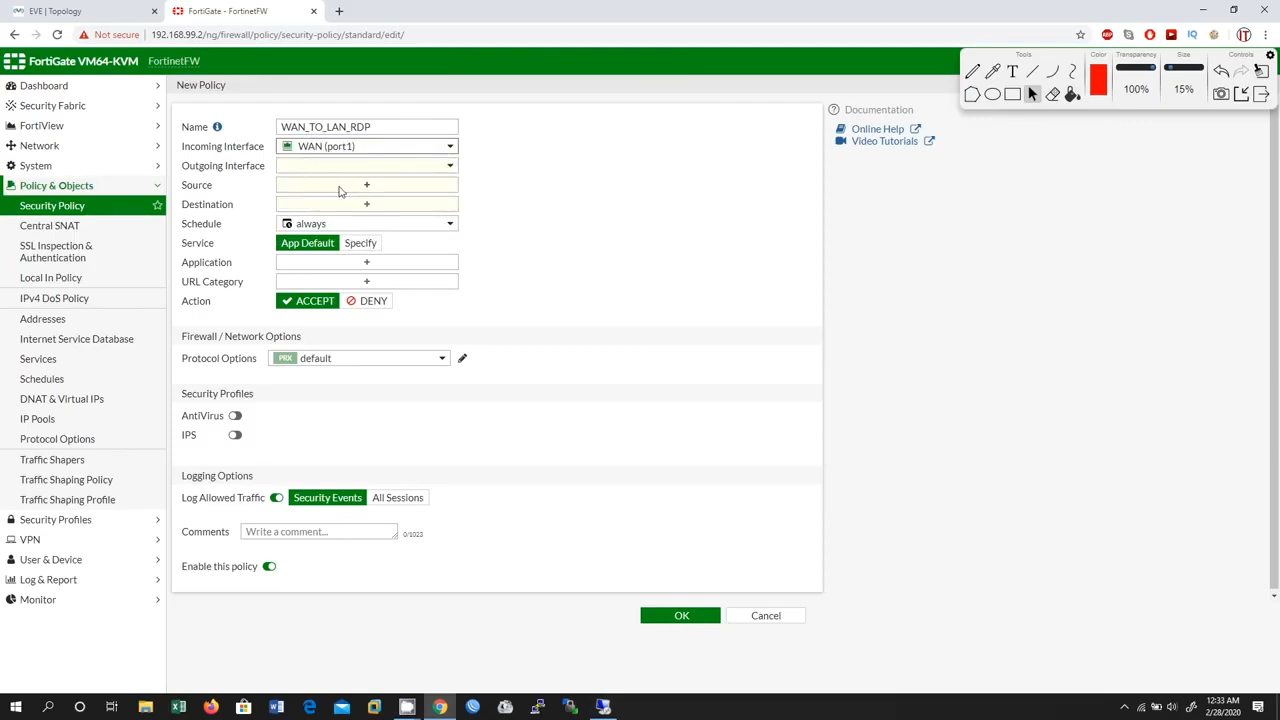 EVE | Topology
FortiGate - FortinetFW
Not secure | 192.168.99.2/ng/firewall/policy/security-policy/standard/edit/
FortiGate VM64-KVM FortinetFW
Tools Color Transparency Size Controls
100% 15%
Dashboard
Security Fabric
FortiView
Network
System
Policy & Objects
Security Policy
Central SNAT
SSL Inspection &
Authentication
Local In Policy
IPv4 DoS Policy
Addresses
Internet Service Database
Services
Schedules
DNAT & Virtual IPs
IP Pools
Protocol Options
Traffic Shapers
Traffic Shaping Policy
Traffic Shaping Profile
Security Profiles
VPN
User & Device
Log & Report
Monitor
New Policy
Name WAN_TO_LAN_RDP
Incoming Interface WAN (port1)
Outgoing Interface
Source +
Destination +
Schedule always
Service App Default Specify
Application +
URL Category +
Action ACCEPT DENY
Firewall / Network Options
Protocol Options PRX default
Security Profiles
AntiVirus
IPS
Logging Options
Log Allowed Traffic Security Events All Sessions
Comments Write a comment... 0/1023
Enable this policy
OK Cancel
Documentation
Online Help
Video Tutorials
12:33 AM
2/28/2020